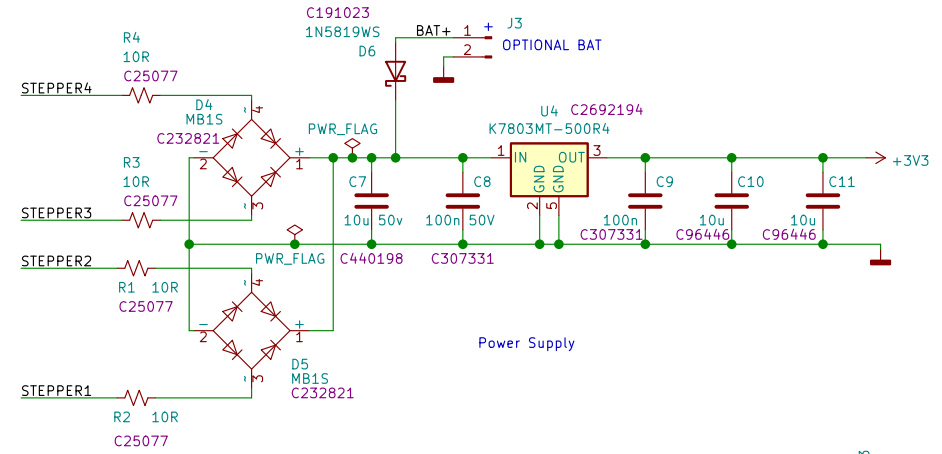 C191023
1N5819WS
D6
BAT+
1
+
J3
2
OPTIONAL BAT
R4
10R
C25077
STEPPER4
D4
MB1S
C232821
~
4
-
2
+
1
~
3
PWR_FLAG
R3
10R
C25077
STEPPER3
C7
10u 50v
C440198
C8
100n 50V
C307331
U4
C2692194
K7803MT-500R4
1
IN
OUT
3
GND
GND
2
5
C9
100n
C307331
C10
10u
C96446
C11
10u
C96446
+3V3
PWR_FLAG
STEPPER2
R1 10R
C25077
~
4
-
2
+
1
~
3
D5
MB1S
C232821
STEPPER1
R2 10R
C25077
Power Supply